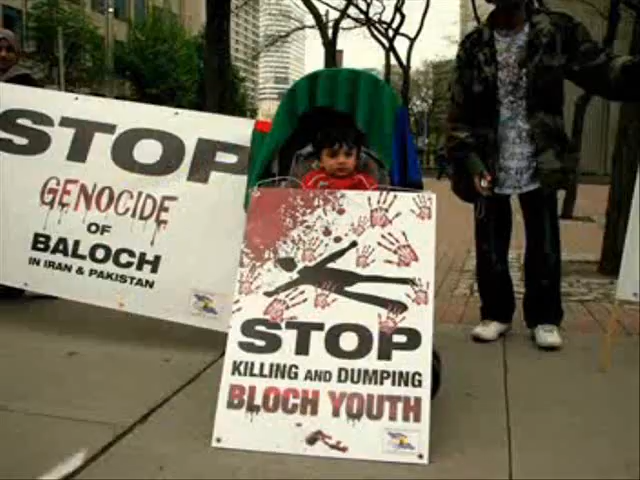 STOP
GENOCIDE
OF
BALOCH
IN IRAN & PAKISTAN
STOP
KILLING AND DUMPING
BLOCH YOUTH